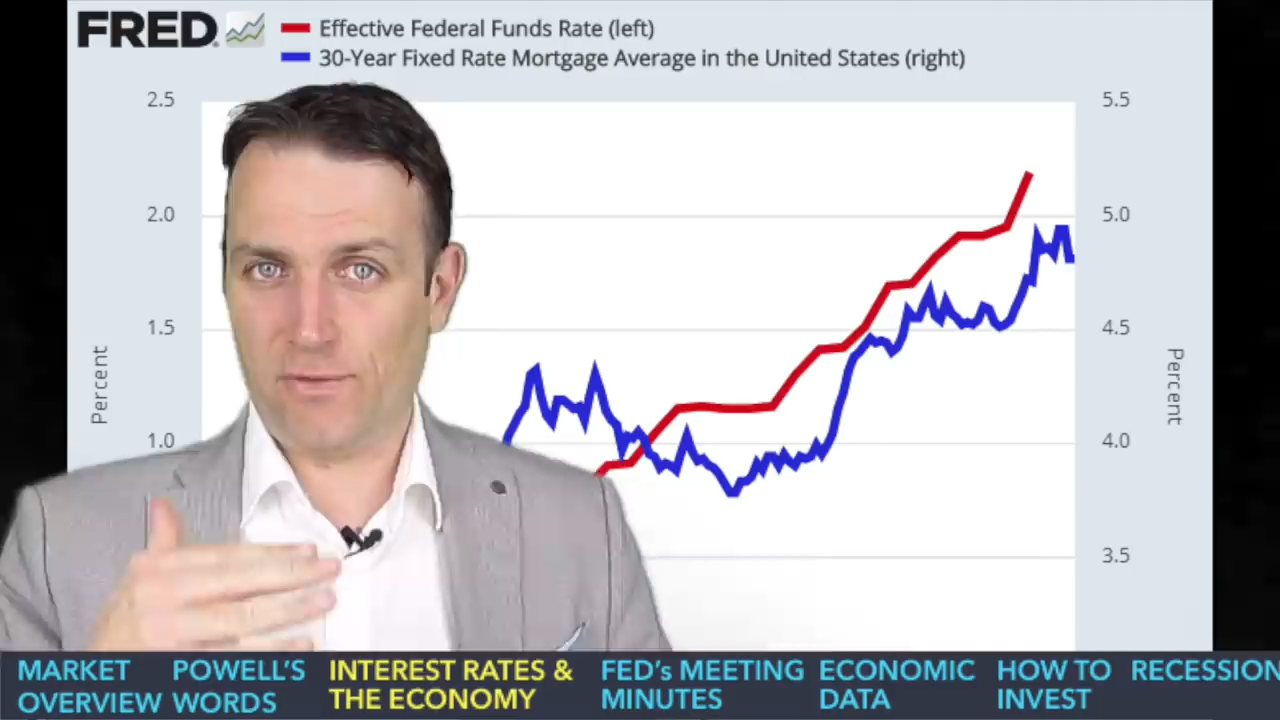 FRED
Effective Federal Funds Rate (left)
30-Year Fixed Rate Mortgage Average in the United States (right)
2.5
5.5
2.0
5.0
1.5
4.5
Percent
Percent
1.0
4.0
3.5
MARKET OVERVIEW
POWELL'S WORDS
INTEREST RATES & THE ECONOMY
FED's MEETING MINUTES
ECONOMIC DATA
HOW TO INVEST
RECESSION